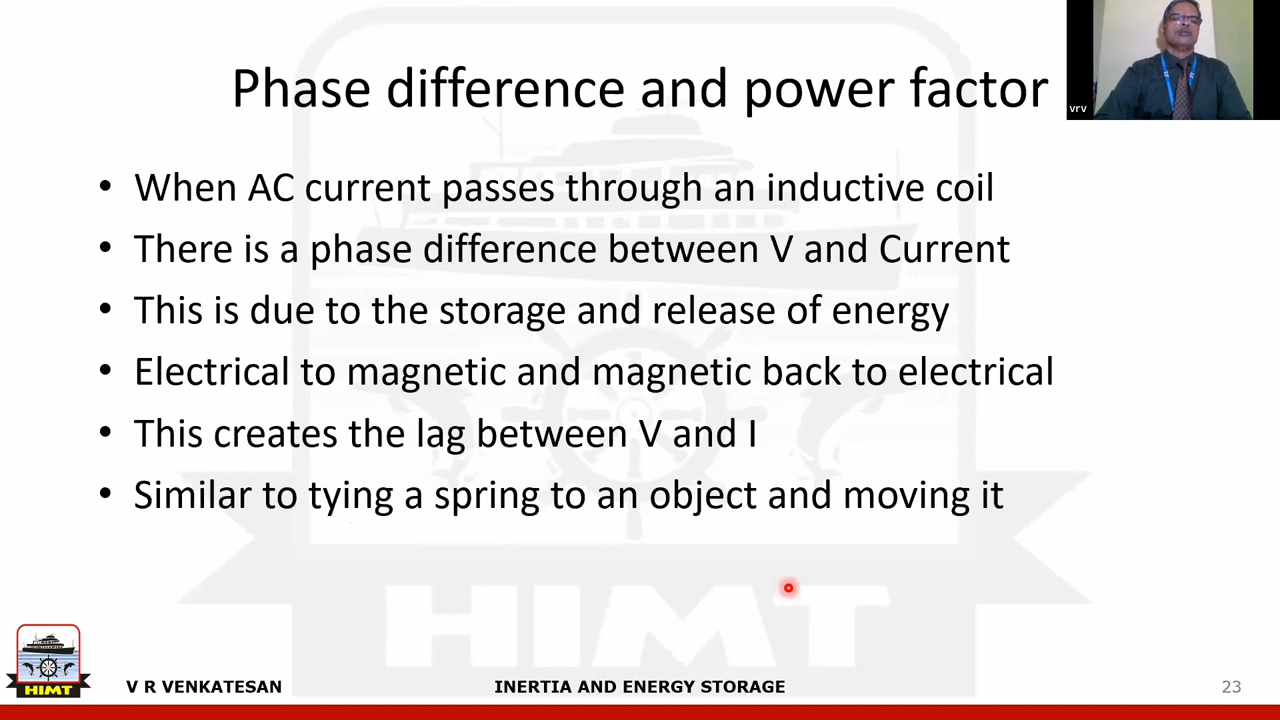 Phase difference and power factor
vrv
• When AC current passes through an inductive coil
• There is a phase difference between V and Current
• This is due to the storage and release of energy
• Electrical to magnetic and magnetic back to electrical
• This creates the lag between V and I
• Similar to tying a spring to an object and moving it
HIMT
HIMT
V R VENKATESAN
INERTIA AND ENERGY STORAGE
23